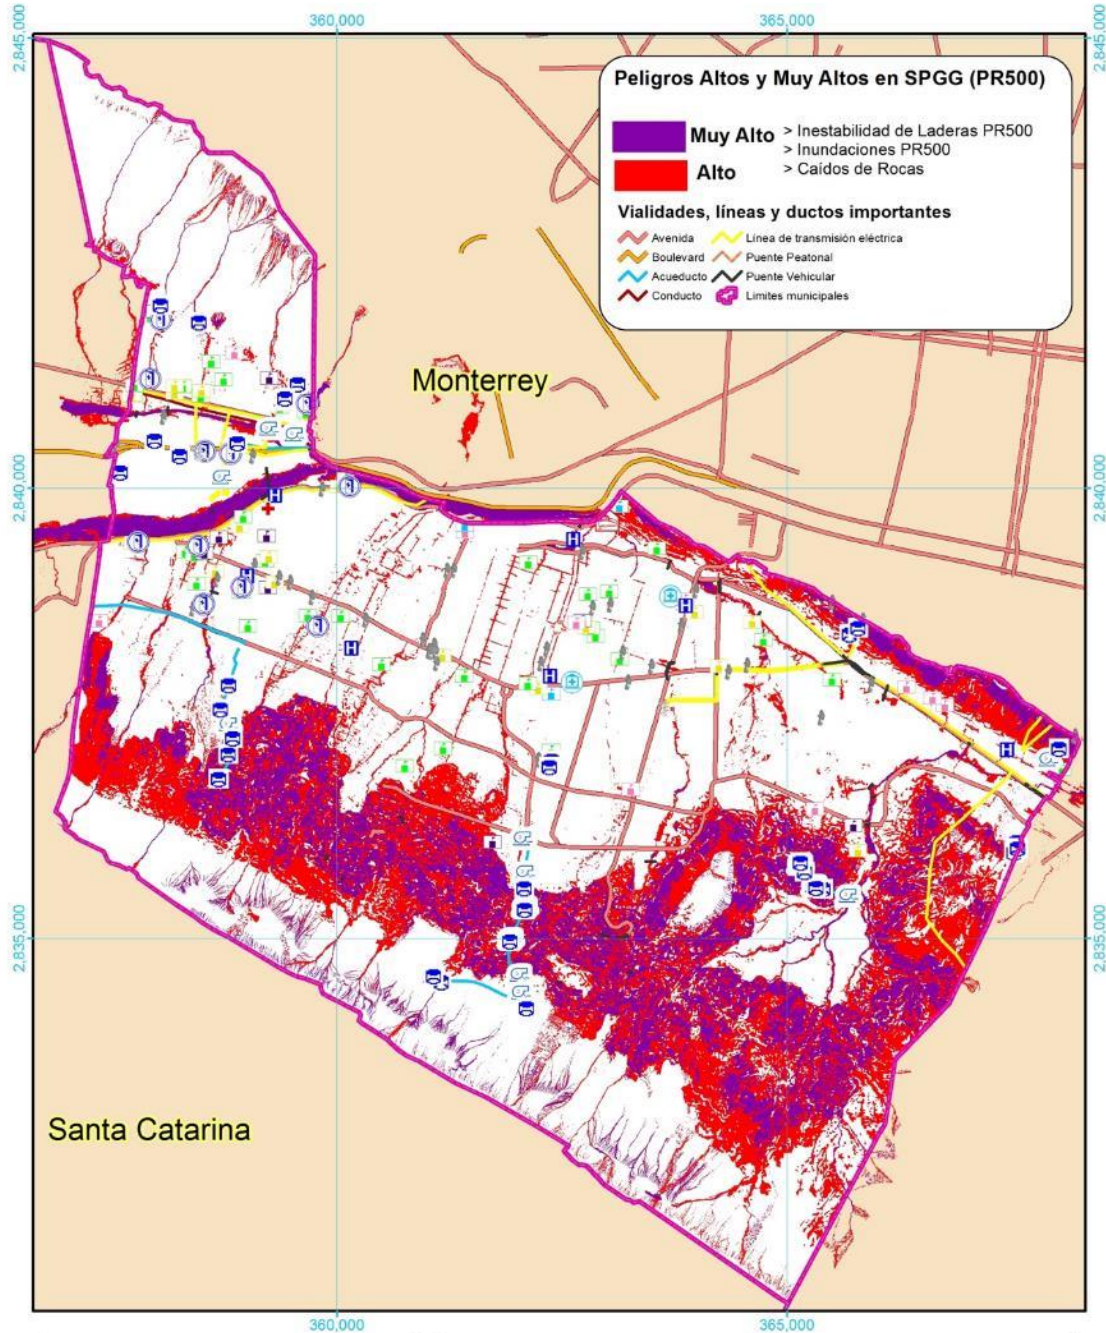 360,000
365,000
2,845,000
2,845,000
Peligros Altos y Muy Altos en SPGG (PR500)
Muy Alto
> Inestabilidad de Laderas PR500
> Inundaciones PR500
Alto
> Caídos de Rocas
Vialidades, líneas y ductos importantes
Avenida
Línea de transmisión eléctrica
Boulevard
Puente Peatonal
Acueducto
Puente Vehicular
Conducto
Limites municipales
Monterrey
2,840,000
2,840,000
H
H
H
H
H
H
H
2,835,000
2,835,000
Santa Catarina
360,000
365,000